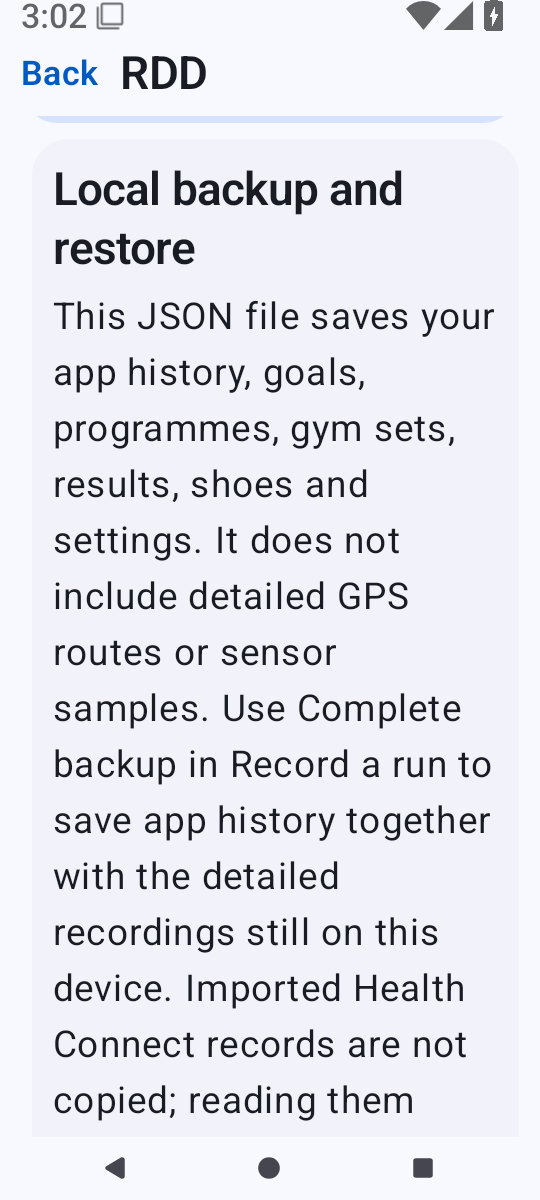 3:02
Back RDD
Local backup and
restore
This JSON file saves your
app history, goals,
programmes, gym sets,
results, shoes and
settings. It does not
include detailed GPS
routes or sensor
samples. Use Complete
backup in Record a run to
save app history together
with the detailed
recordings still on this
device. Imported Health
Connect records are not
copied; reading them